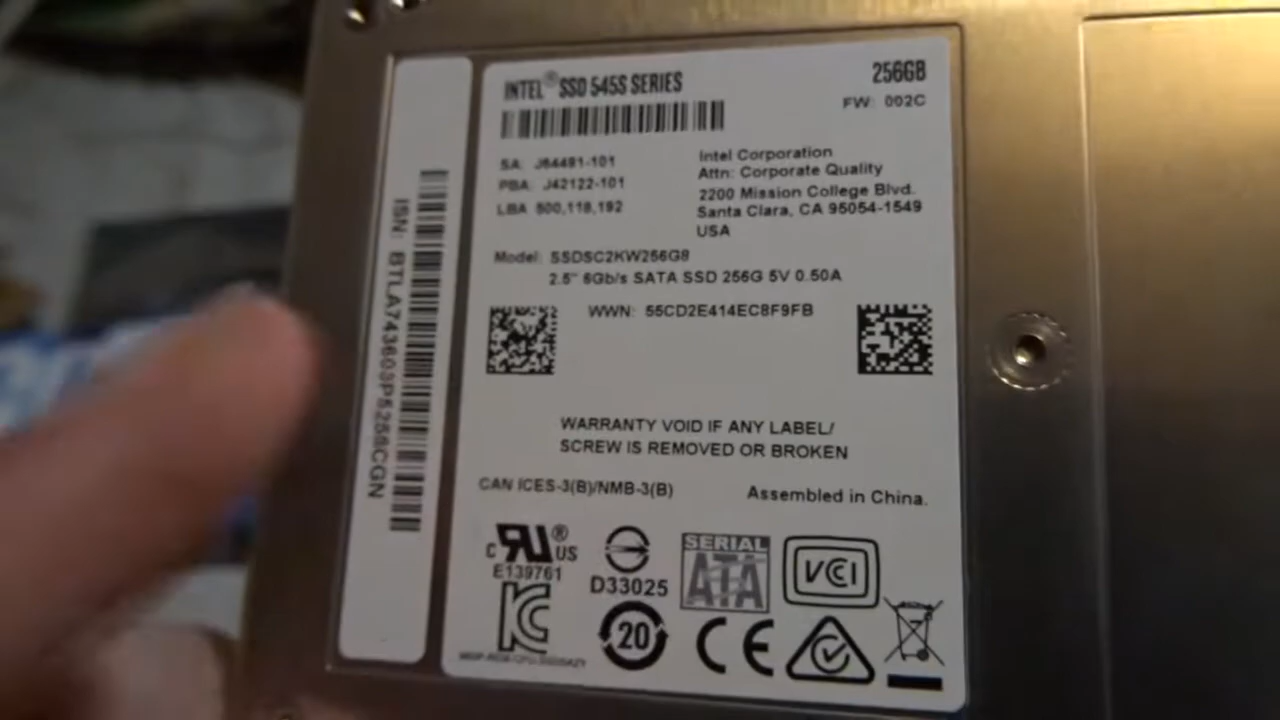 INTEL® SSD 545S SERIES
256GB
FW: 002C
SA: J64491-101
PBA: J42122-101
LBA 500,118,192
Intel Corporation
Attn: Corporate Quality
2200 Mission College Blvd.
Santa Clara, CA 95054-1549
USA
Model: SSDSC2KW256G8
2.5" 6Gb/s SATA SSD 256G 5V 0.50A
WWN: 55CD2E414EC8F9FB
ISN:
WARRANTY VOID IF ANY LABEL/
SCREW IS REMOVED OR BROKEN
CAN ICES-3(B)/NMB-3(B)
Assembled in China.
C RU® US
E139761
D33025
SERIAL
ATA
VCCI
KC
20
CE